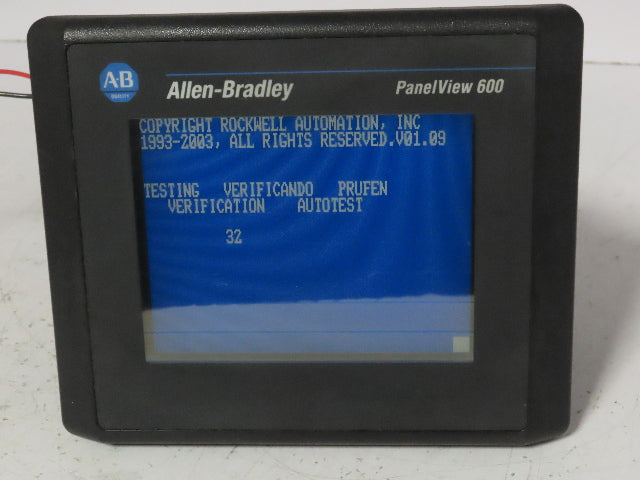 A-B
QUALITY
Allen-Bradley
PanelView 600
COPYRIGHT ROCKWELL AUTOMATION, INC
1993-2003, ALL RIGHTS RESERVED.V01.09
TESTING VERIFICANDO PRUFEN
VERIFICATION AUTOTEST
32